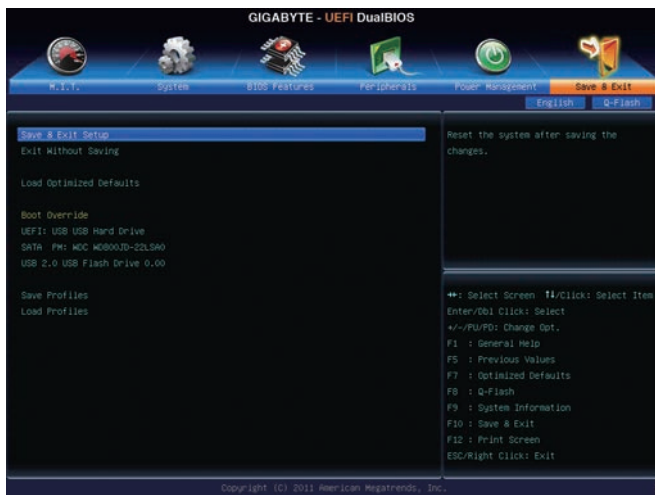 GIGABYTE - UEFI DualBIOS
M.I.T.
System
BIOS Features
Peripherals
Power Management
Save & Exit
English
Q-Flash
Save & Exit Setup
Exit Without Saving
Load Optimized Defaults
Boot Override
UEFI: USB USB Hard Drive
SATA PM: WDC WD800JD-22LSA0
USB 2.0 USB Flash Drive 0.00
Save Profiles
Load Profiles
Reset the system after saving the
changes.
↔: Select Screen ↑↓/Click: Select Item
Enter/Dbl Click: Select
+/-/PU/PD: Change Opt.
F1 : General Help
F5 : Previous Values
F7 : Optimized Defaults
F8 : Q-Flash
F9 : System Information
F10 : Save & Exit
F12 : Print Screen
ESC/Right Click: Exit
Copyright (C) 2011 American Megatrends, Inc.